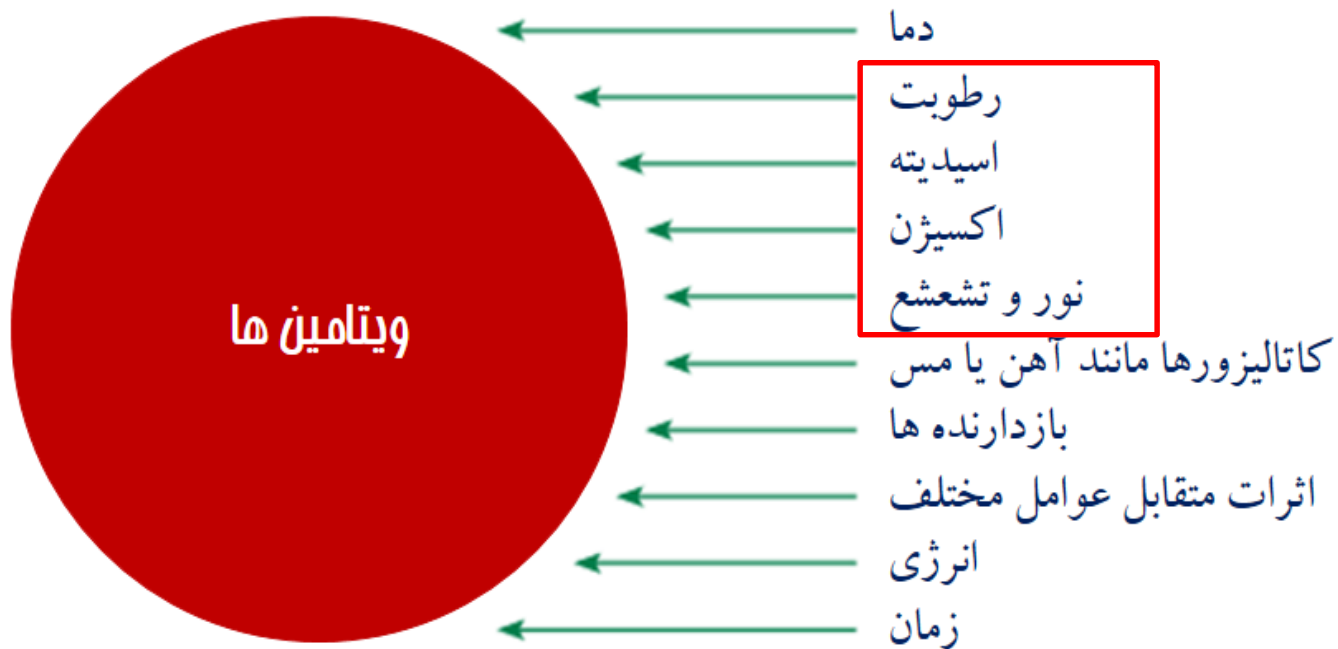 دما
رطوبت
اسیدیته
اکسیژن
نور و تشعشع
کاتالیزورها مانند آهن یا مس
بازدارنده ها
اثرات متقابل عوامل مختلف
انرژی
زمان
ویتامین ها